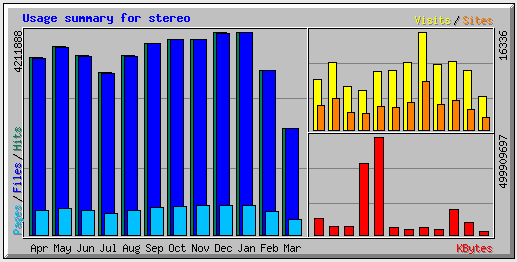 Usage summary for stereo
Visits / Sites
4211888
16336
Pages / Files / Hits
499909697
Apr May Jun Jul Aug Sep Oct Nov Dec Jan Feb Mar
KBytes